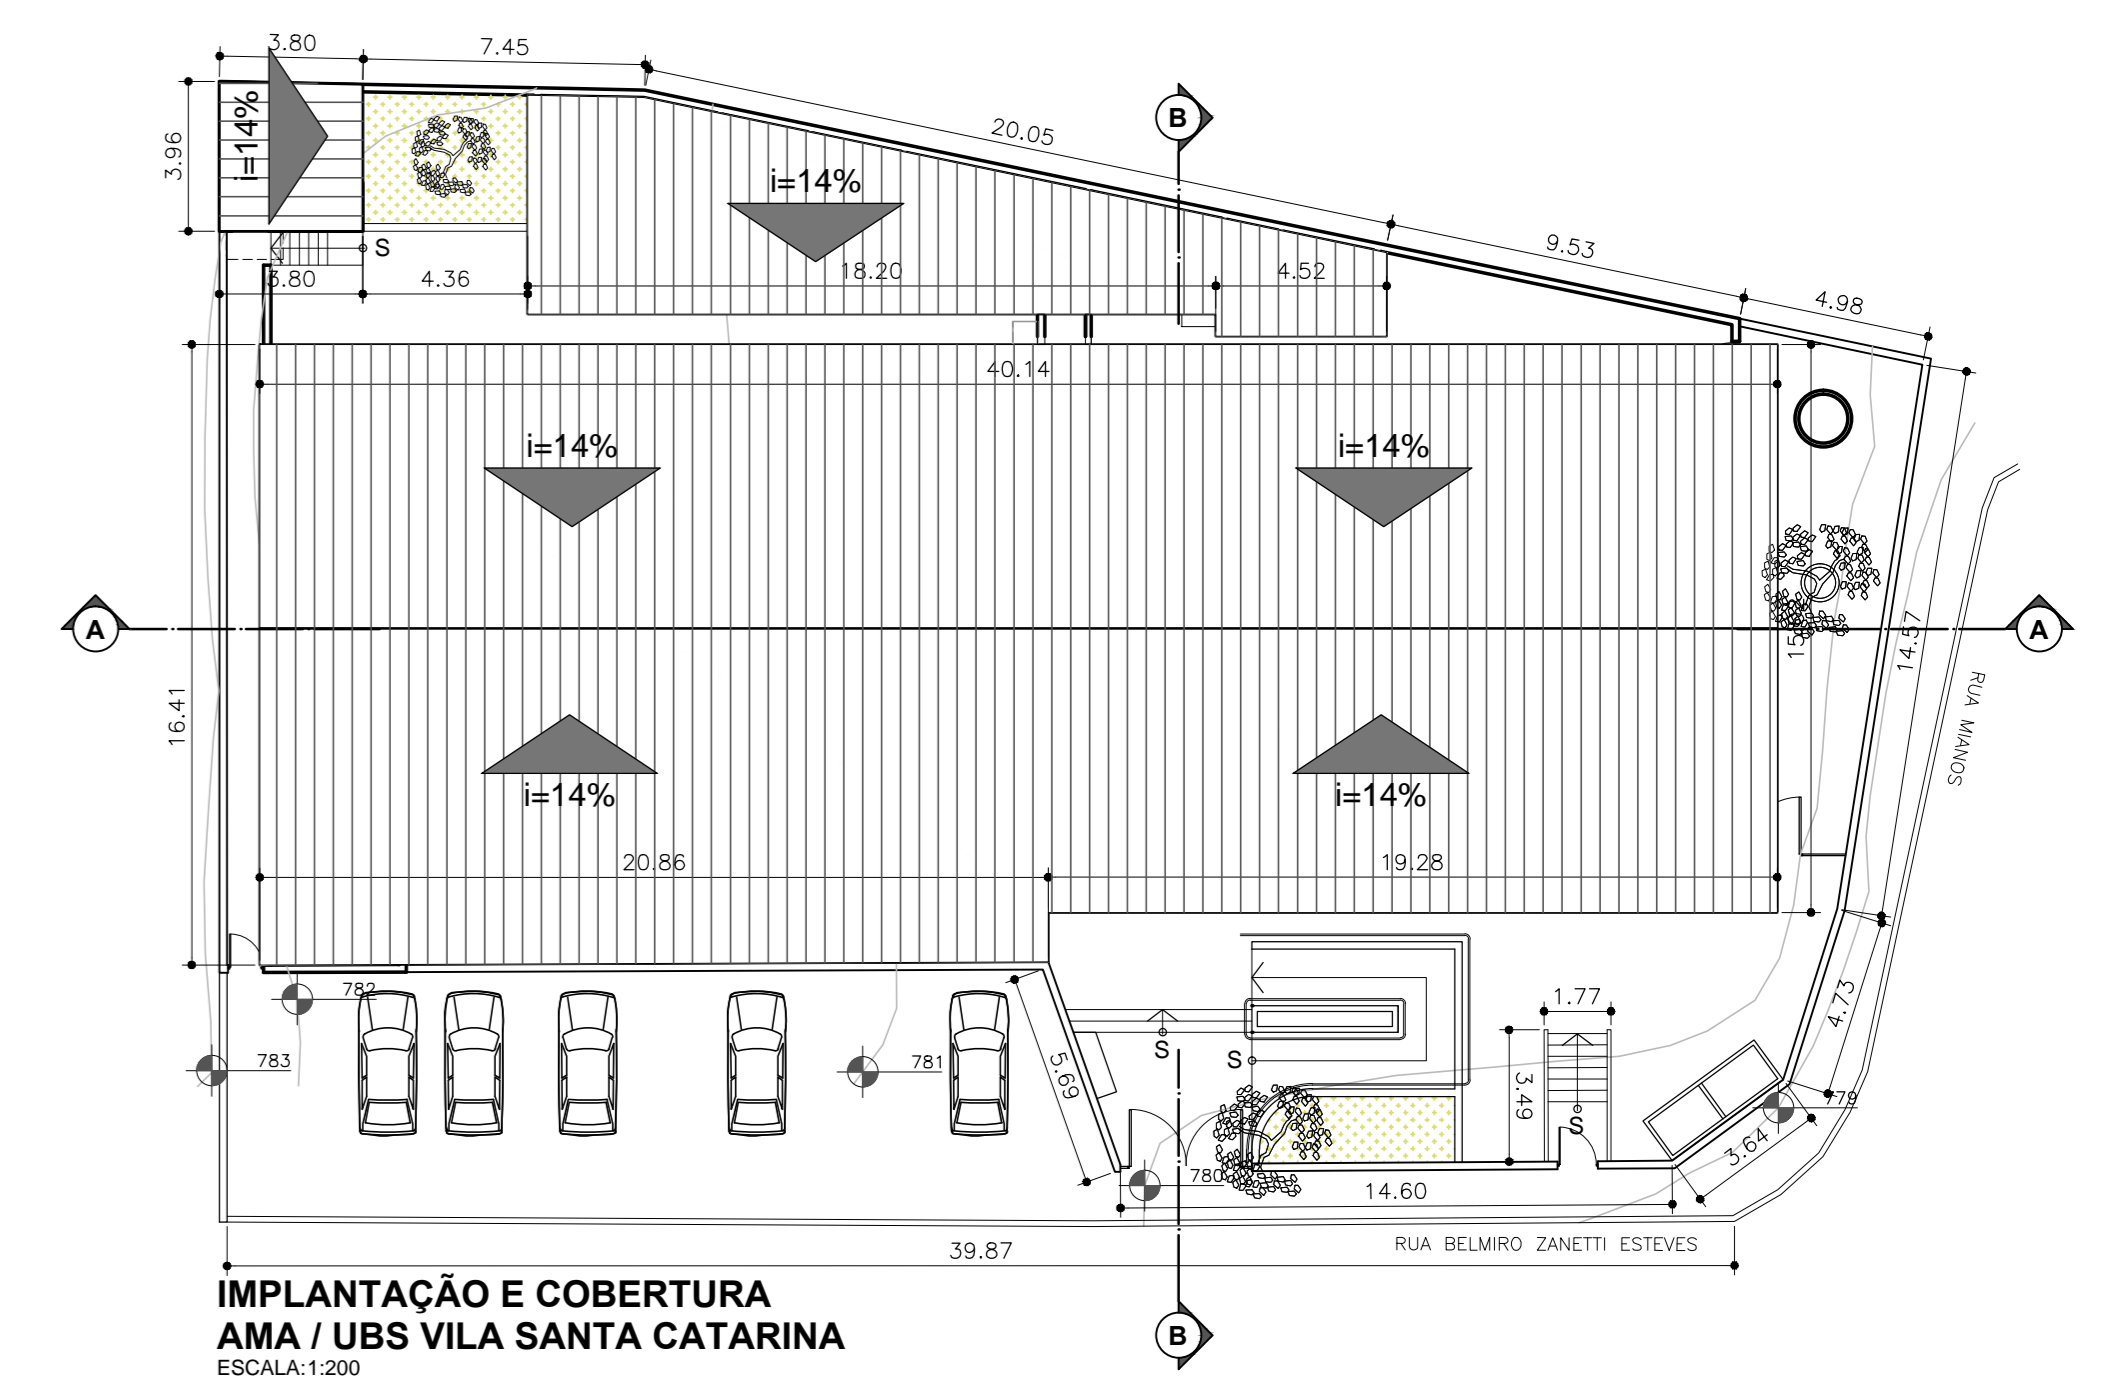 3.80
7.45
20.05
B
3.96
i=14%
i=14%
S
3.80
4.36
18.20
4.52
9.53
4.98
40.14
i=14%
i=14%
A
A
14.57
16.41
RUA MIANOS
i=14%
i=14%
20.86
19.28
782
783
781
5.69
S
S
1.77
3.49
S
4.73
779
3.64
780
14.60
39.87
RUA BELMIRO ZANETTI ESTEVES
IMPLANTAÇÃO E COBERTURA
AMA / UBS VILA SANTA CATARINA
ESCALA:1:200
B